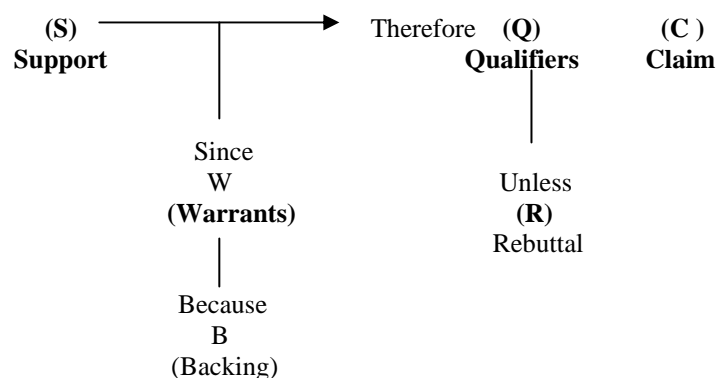 (S) Therefore (Q) (C )
Support Qualifiers Claim
Since
W
(Warrants)
Unless
(R)
Rebuttal
Because
B
(Backing)